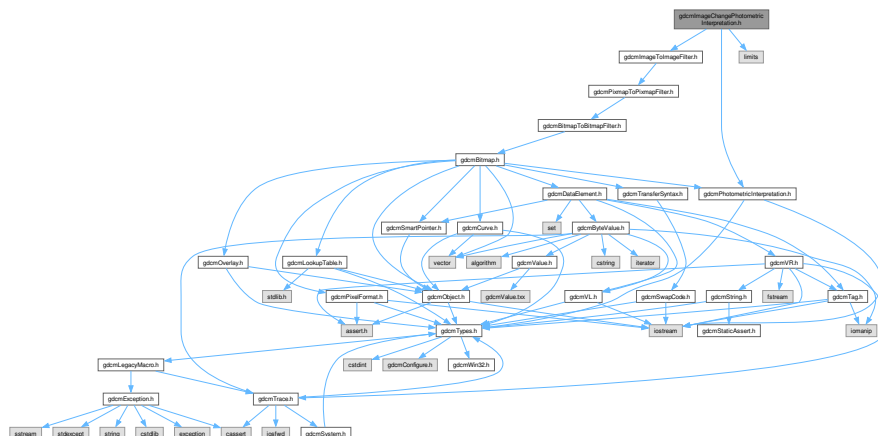 gdcmImageChangePhotometric
Interpretation.h
gdcmImageToImageFilter.h
limits
gdcmPixmapToPixmapFilter.h
gdcmBitmapToBitmapFilter.h
gdcmBitmap.h
gdcmDataElement.h
gdcmTransferSyntax.h
gdcmPhotometricInterpretation.h
gdcmSmartPointer.h
gdcmCurve.h
set
gdcmByteValue.h
gdcmOverlay.h
gdcmLookupTable.h
vector
algorithm
gdcmValue.h
cstring
iterator
gdcmVR.h
stdlib.h
gdcmPixelFormat.h
gdcmObject.h
gdcmValue.txx
gdcmVL.h
gdcmSwapCode.h
gdcmString.h
fstream
gdcmTag.h
assert.h
gdcmTypes.h
iostream
gdcmStaticAssert.h
iomanip
gdcmLegacyMacro.h
cstdint
gdcmConfigure.h
gdcmWin32.h
gdcmException.h
gdcmTrace.h
sstream
stdexcept
string
cstdlib
exception
cassert
iosfwd
gdcmSystem.h